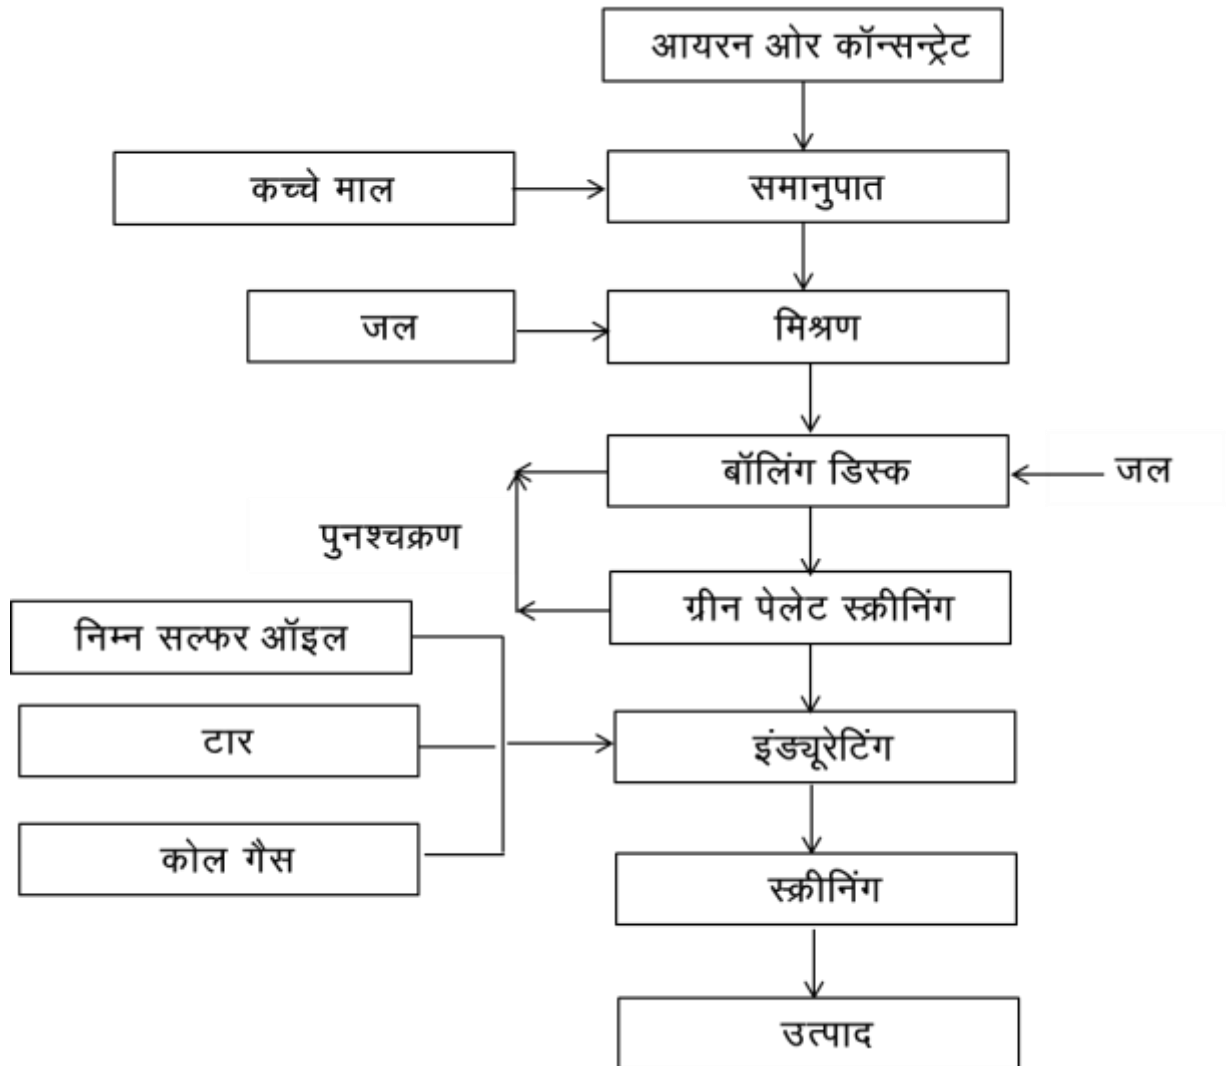 आयरन ओर कॉन्सन्ट्रेट
कच्चे माल
समानुपात
जल
मिश्रण
बॉलिंग डिस्क
जल
पुनश्चक्रण
ग्रीन पेलेट स्क्रीनिंग
निम्न सल्फर ऑइल
टार
इंड्यूरेटिंग
कोल गैस
स्क्रीनिंग
उत्पाद